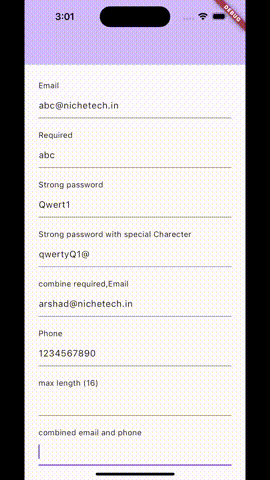 3:01
DEBUG
Email
abc@nichetech.in
Required
abc
Strong password
Qwert1
Strong password with special Charecter
qwertyQ1@
combine required,Email
arshad@nichetech.in
Phone
1234567890
max length (16)
combined email and phone